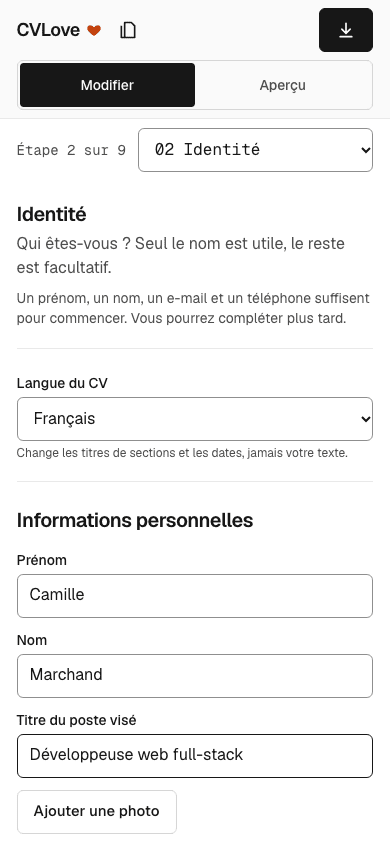 CVLove
Modifier
Aperçu
Étape 2 sur 9
02 Identité
Identité
Qui êtes-vous ? Seul le nom est utile, le reste
est facultatif.
Un prénom, un nom, un e-mail et un téléphone suffisent
pour commencer. Vous pourrez compléter plus tard.
Langue du CV
Français
Change les titres de sections et les dates, jamais votre texte.
Informations personnelles
Prénom
Camille
Nom
Marchand
Titre du poste visé
Développeuse web full-stack
Ajouter une photo